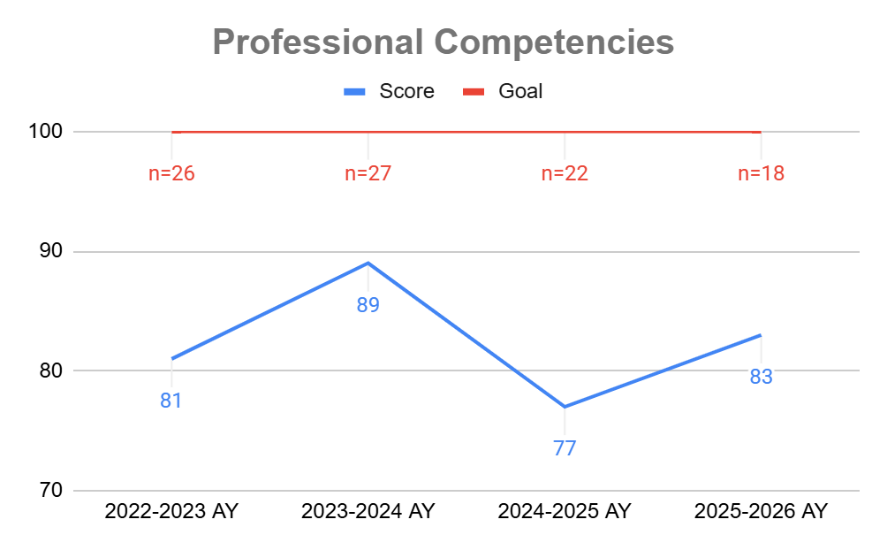 Professional Competencies
Score Goal
100
n=26 n=27 n=22 n=18
90
89
80
81
83
77
70
2022-2023 AY 2023-2024 AY 2024-2025 AY 2025-2026 AY